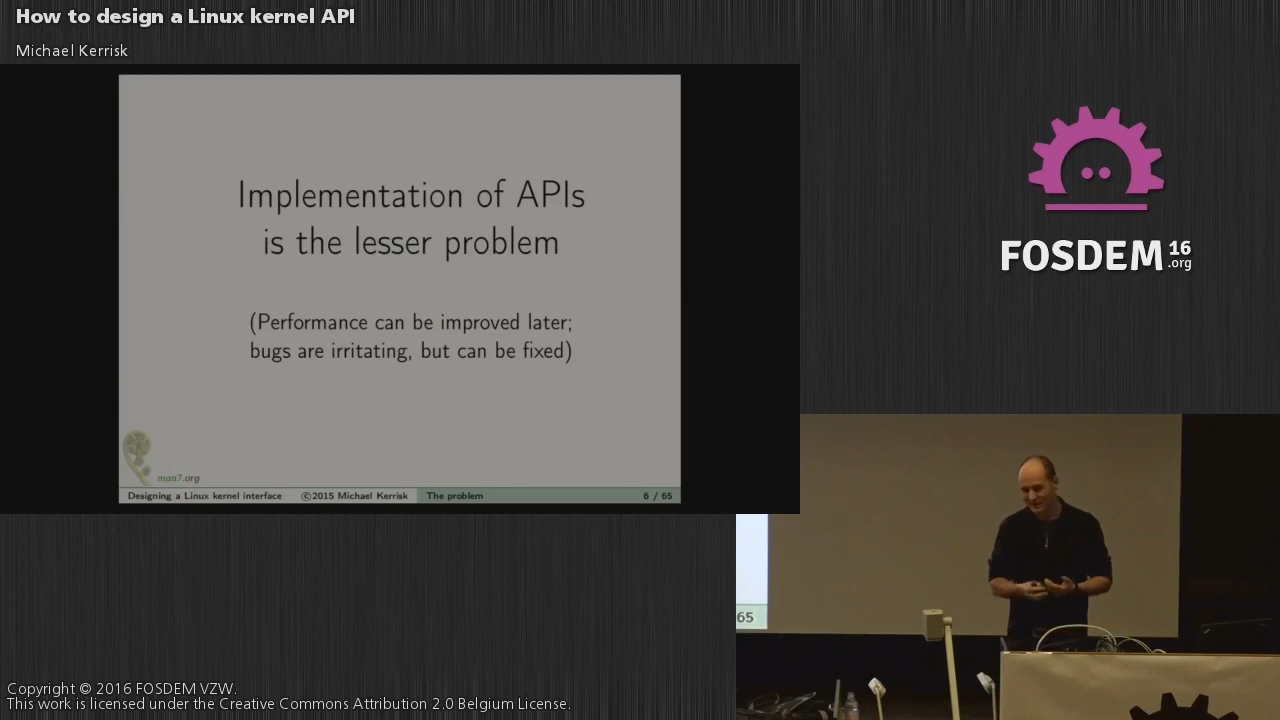 How to design a Linux kernel API
Michael Kerrisk
Implementation of APIs
is the lesser problem
(Performance can be improved later;
bugs are irritating, but can be fixed)
man7.org
Designing a Linux kernel interface ©2015 Michael Kerrisk The problem 6 / 65
FOSDEM 16 .org
65
Copyright © 2016 FOSDEM VZW.
This work is licensed under the Creative Commons Attribution 2.0 Belgium License.